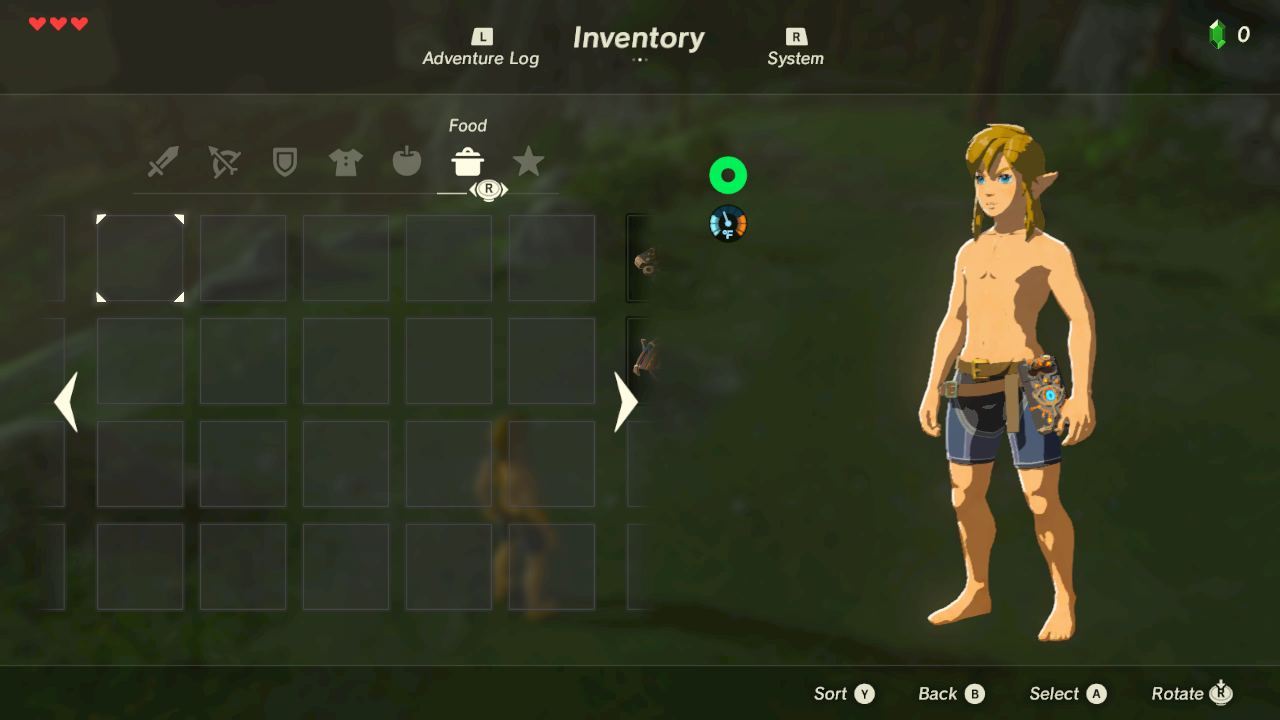 L
Inventory
R
0
Adventure Log
System
Food
R
°F
Sort Y
Back B
Select A
Rotate R